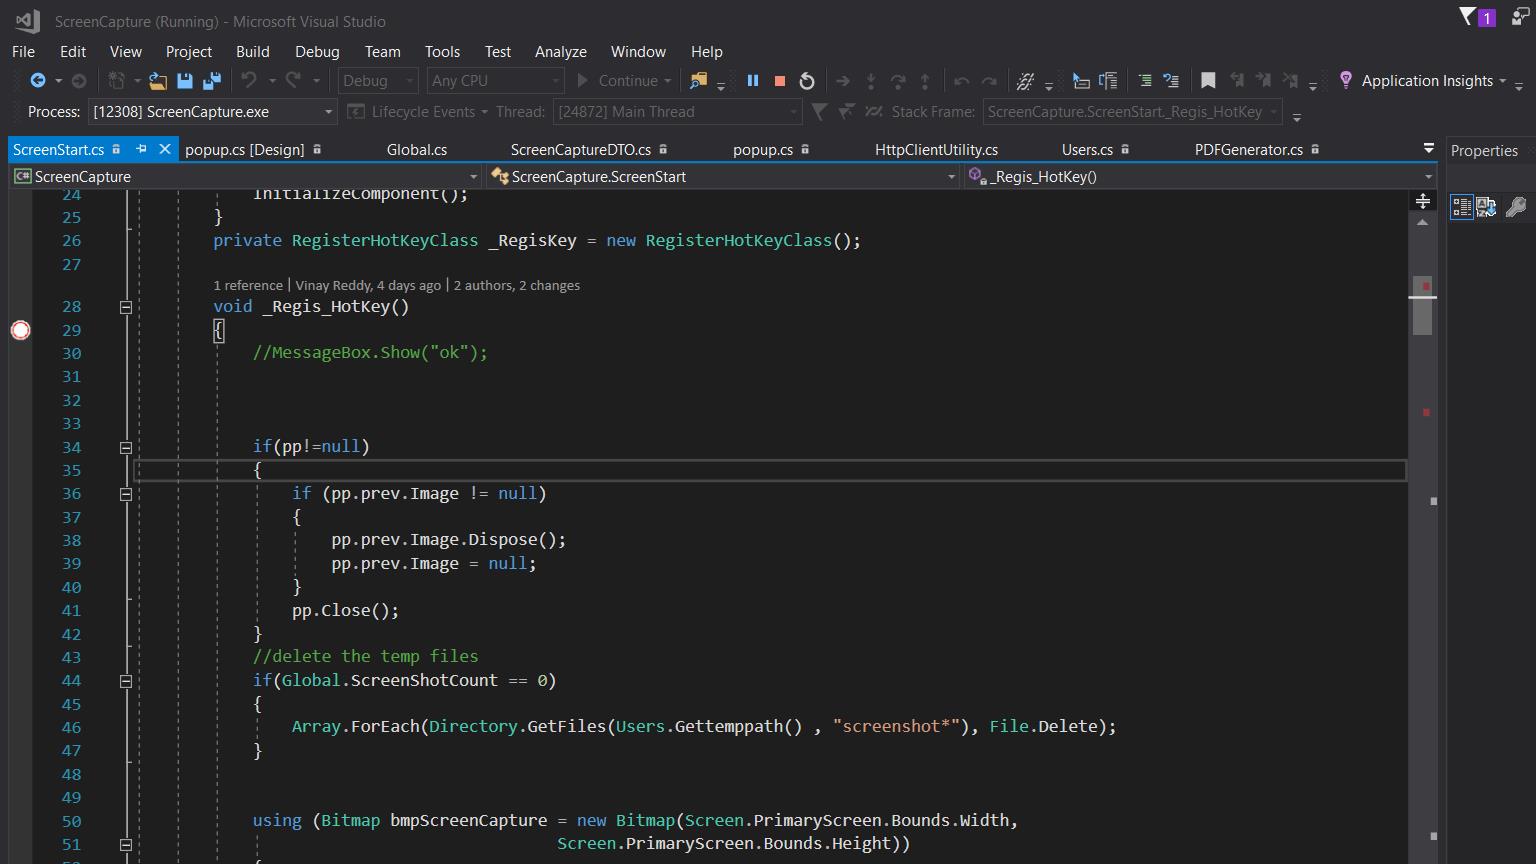 ScreenCapture (Running) - Microsoft Visual Studio
1
File Edit View Project Build Debug Team Tools Test Analyze Window Help
Debug Any CPU Continue Application Insights
Process: [12308] ScreenCapture.exe Lifecycle Events Thread: [24872] Main Thread Stack Frame: ScreenCapture.ScreenStart._Regis_HotKey
ScreenStart.cs popup.cs [Design] Global.cs ScreenCaptureDTO.cs popup.cs HttpClientUtility.cs Users.cs PDFGenerator.cs Properties
C# ScreenCapture ScreenCapture.ScreenStart _Regis_HotKey()
24 InitializeComponent();
25 }
26 private RegisterHotKeyClass _RegisKey = new RegisterHotKeyClass();
27
1 reference | Vinay Reddy, 4 days ago | 2 authors, 2 changes
28 void _Regis_HotKey()
29 {
30 //MessageBox.Show("ok");
31
32
33
34 if(pp!=null)
35 {
36 if (pp.prev.Image != null)
37 {
38 pp.prev.Image.Dispose();
39 pp.prev.Image = null;
40 }
41 pp.Close();
42 }
43 //delete the temp files
44 if(Global.ScreenShotCount == 0)
45 {
46 Array.ForEach(Directory.GetFiles(Users.Gettemppath() , "screenshot*"), File.Delete);
47 }
48
49
50 using (Bitmap bmpScreenCapture = new Bitmap(Screen.PrimaryScreen.Bounds.Width,
51 Screen.PrimaryScreen.Bounds.Height))